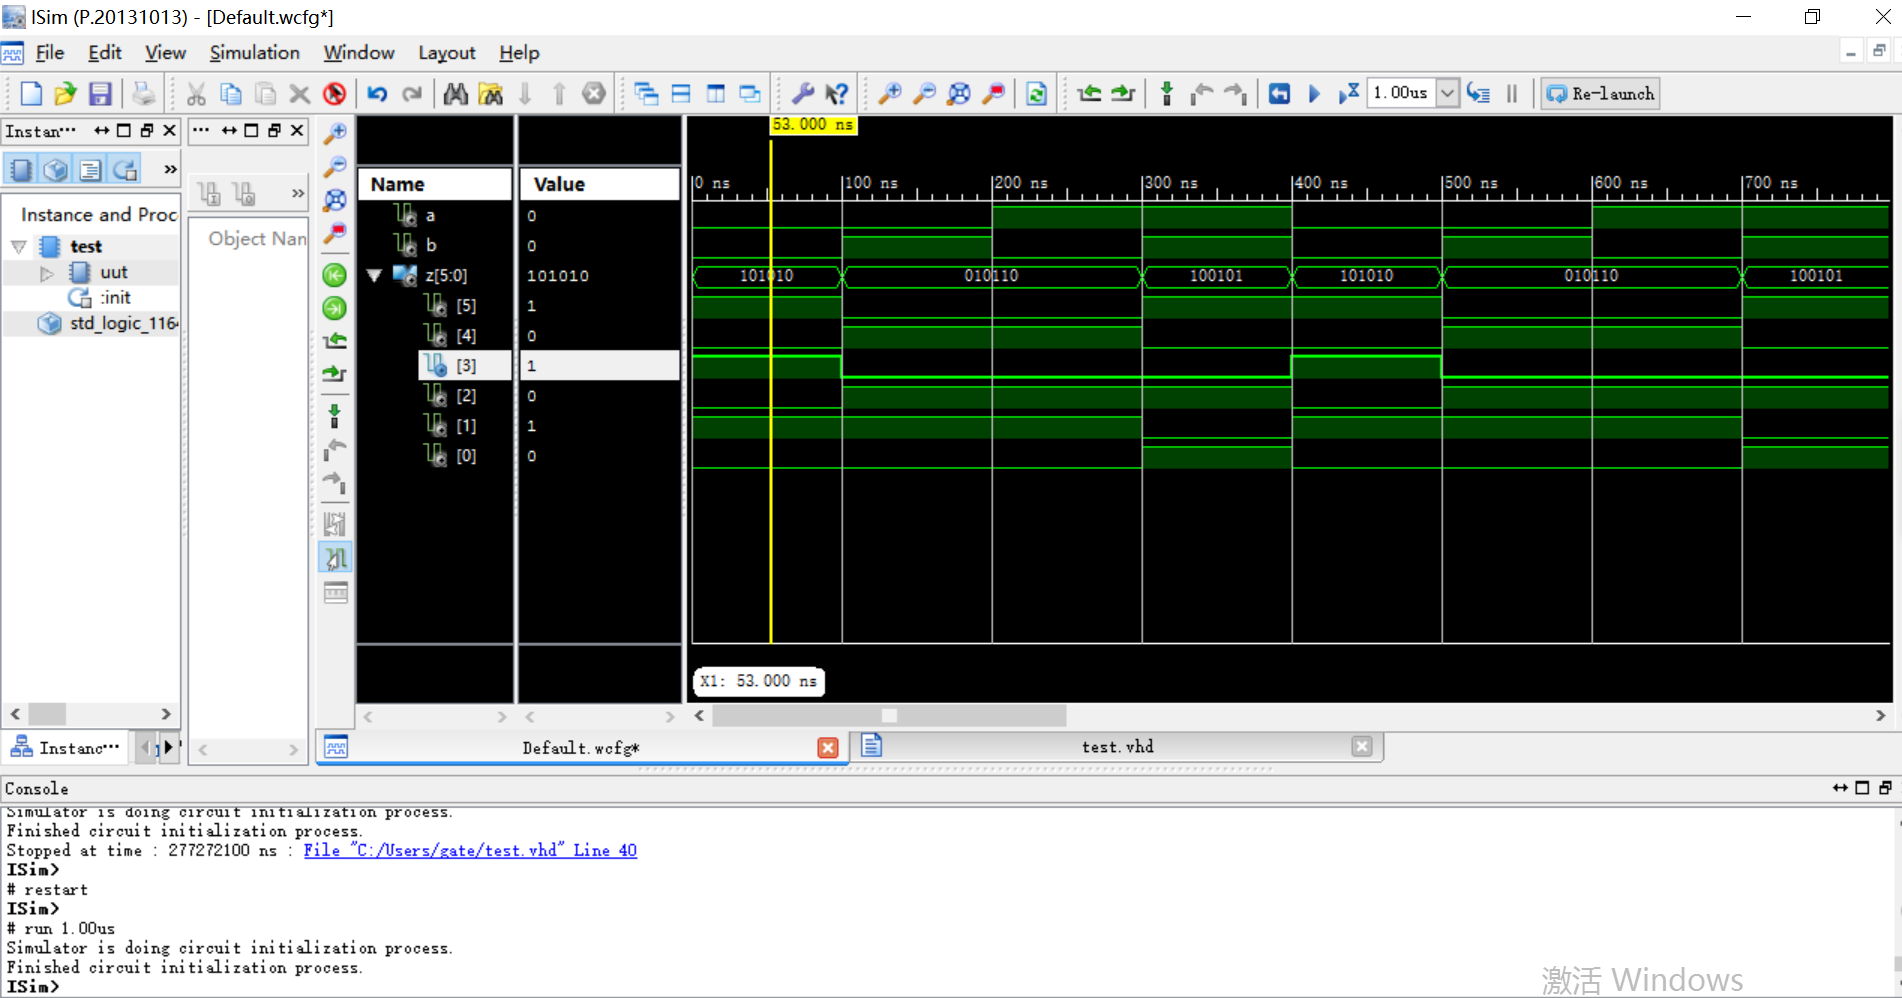 ISim (P.20131013) - [Default.wcfg*]
File Edit View Simulation Window Layout Help
1.00us Re-launch
Instan···
···
53.000 ns
Instance and Proc
test
uut
:init
std_logic_116
Object Nan
Name Value
0 ns 100 ns 200 ns 300 ns 400 ns 500 ns 600 ns 700 ns
a 0
b 0
z[5:0] 101010 101010 010110 100101 101010 010110 100101
[5] 1
[4] 0
[3] 1
[2] 0
[1] 1
[0] 0
X1: 53.000 ns
Instanc···
Default.wcfg* test.vhd
Console
Simulator is doing circuit initialization process.
Finished circuit initialization process.
Stopped at time : 277272100 ns : File "C:/Users/gate/test.vhd" Line 40
ISim>
# restart
ISim>
# run 1.00us
Simulator is doing circuit initialization process.
Finished circuit initialization process.
ISim>
激活 Windows